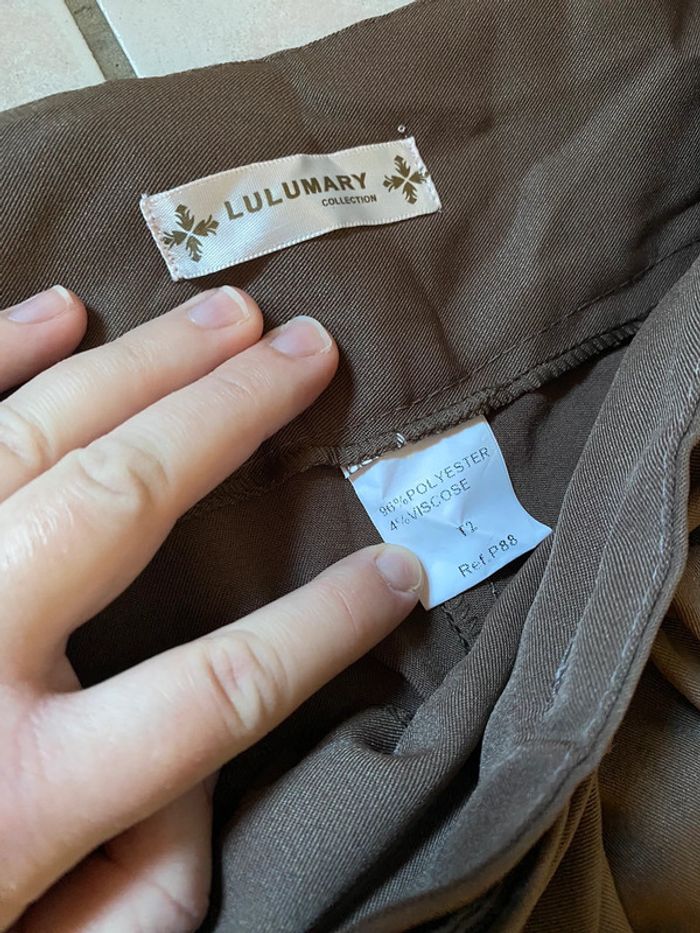 LULUMARY
COLLECTION
96%POLYESTER
4%VISCOSE
T2
Ref.P88